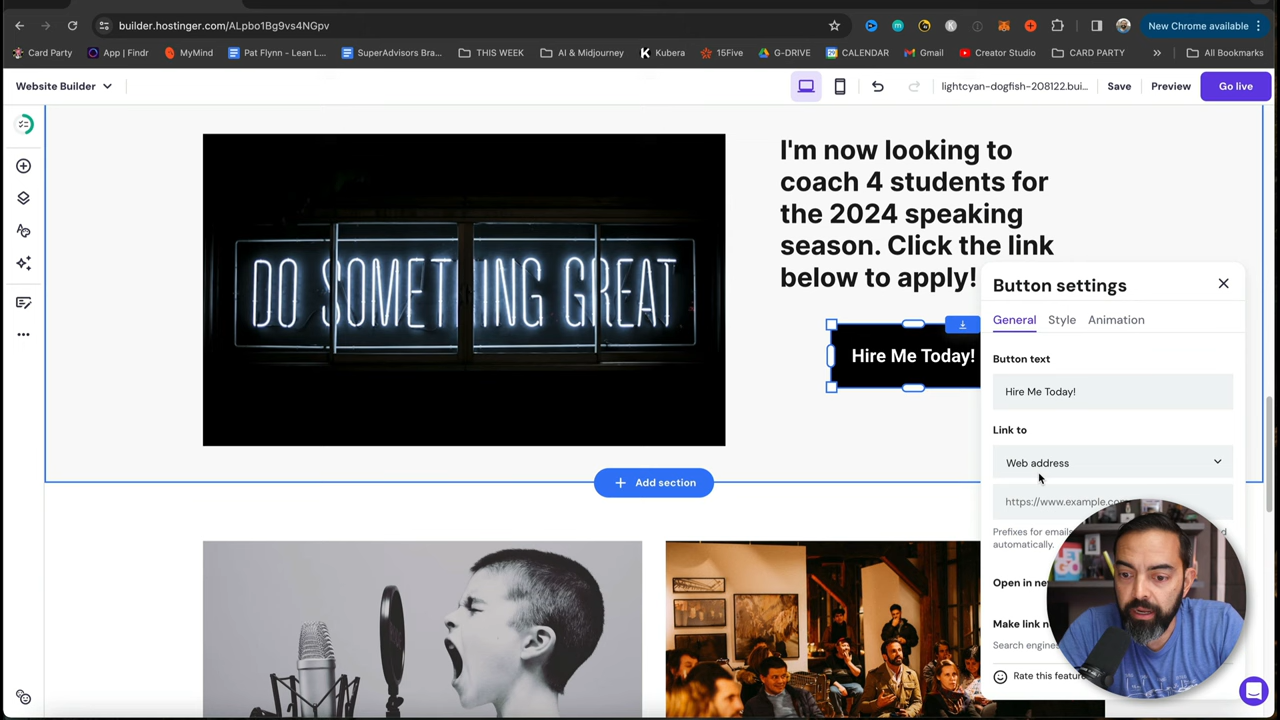 builder.hostinger.com/ALpbo1Bg9vs4NGpv
New Chrome available
Card Party
App | Findr
MyMind
Pat Flynn - Lean L...
SuperAdvisors Bra...
THIS WEEK
AI & Midjourney
Kubera
15Five
G-DRIVE
CALENDAR
Gmail
Creator Studio
CARD PARTY
All Bookmarks
Website Builder
lightcyan-dogfish-208122.bui...
Save
Preview
Go live
DO SOMETHING GREAT
I'm now looking to
coach 4 students for
the 2024 speaking
season. Click the link
below to apply!
Hire Me Today!
Button settings
General
Style
Animation
Button text
Hire Me Today!
Link to
Web address
https://www.example.co
Prefixes for emails
automatically.
Open in ne
Make link n
Search engine
Rate this feature
Add section